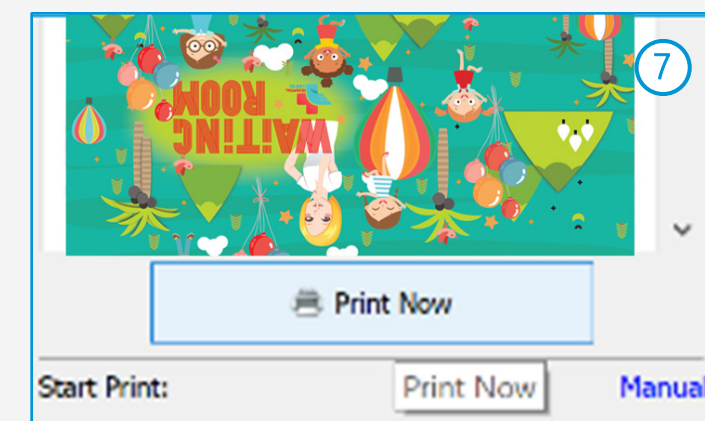 7
WAITING
ROOM
Print Now
Start Print:
Print Now
Manual